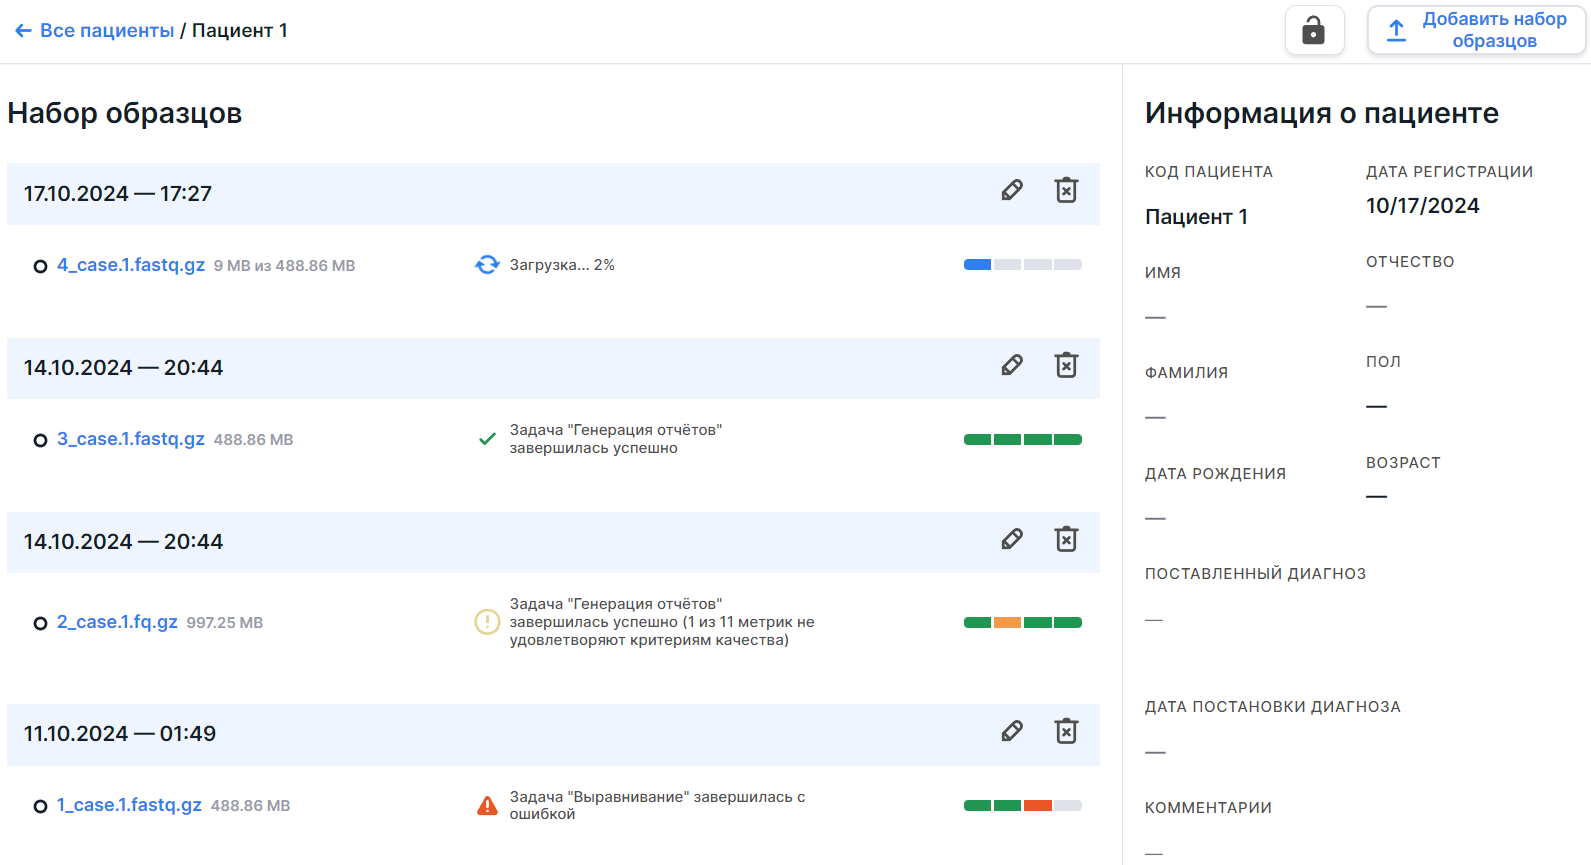 Все пациенты / Пациент 1
Добавить набор
образцов
Набор образцов
17.10.2024 — 17:27
4_case.1.fastq.gz 9 MB из 488.86 MB
Загрузка... 2%
14.10.2024 — 20:44
3_case.1.fastq.gz 488.86 MB
Задача "Генерация отчётов"
завершилась успешно
14.10.2024 — 20:44
2_case.1.fq.gz 997.25 MB
Задача "Генерация отчётов"
завершилась успешно (1 из 11 метрик не
удовлетворяют критериям качества)
11.10.2024 — 01:49
1_case.1.fastq.gz 488.86 MB
Задача "Выравнивание" завершилась с
ошибкой
Информация о пациенте
КОД ПАЦИЕНТА
Пациент 1
ДАТА РЕГИСТРАЦИИ
10/17/2024
ИМЯ
—
ОТЧЕСТВО
—
ФАМИЛИЯ
—
ПОЛ
—
ДАТА РОЖДЕНИЯ
—
ВОЗРАСТ
—
ПОСТАВЛЕННЫЙ ДИАГНОЗ
—
ДАТА ПОСТАНОВКИ ДИАГНОЗА
—
КОММЕНТАРИИ
—